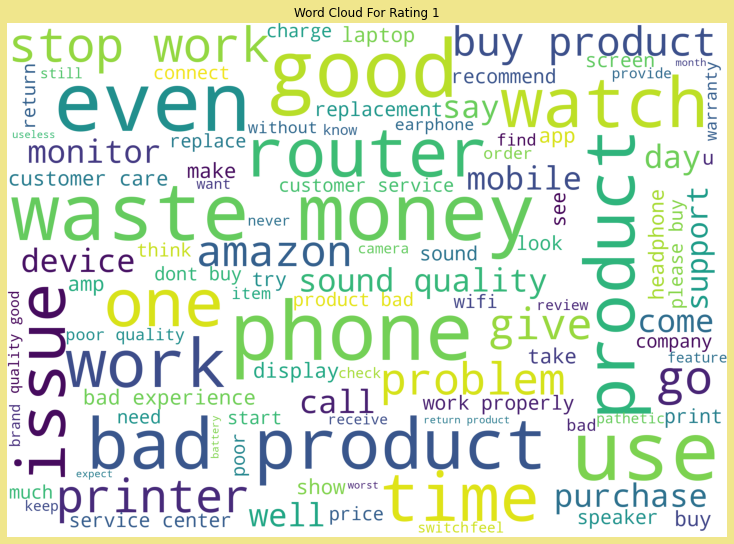 Word Cloud For Rating 1
stop work
charge
laptop
good
buy product
screen
still
connect
recommend
provide
month
return
even
replacement
say
watch
warranty
useless
without
know
earphone
find
app
monitor
replace
router
order
product
day
u
customer care
make
want
customer service
mobile
see
waste money
never
headphone
please buy
support
device
think
amazon
camera
sound
look
amp
dont buy
try
sound quality
item
one
product bad
wifi
review
come
brand quality good
issue
poor quality
phone
give
company
work
display
check
take
problem
feature
go
bad experience
call
work properly
need
start
receive
return product
bad
pathetic
print
battery
bad product
use
poor
expect
much
printer
show
worst
time
purchase
keep
service center
well
price
switch
feel
speaker
buy